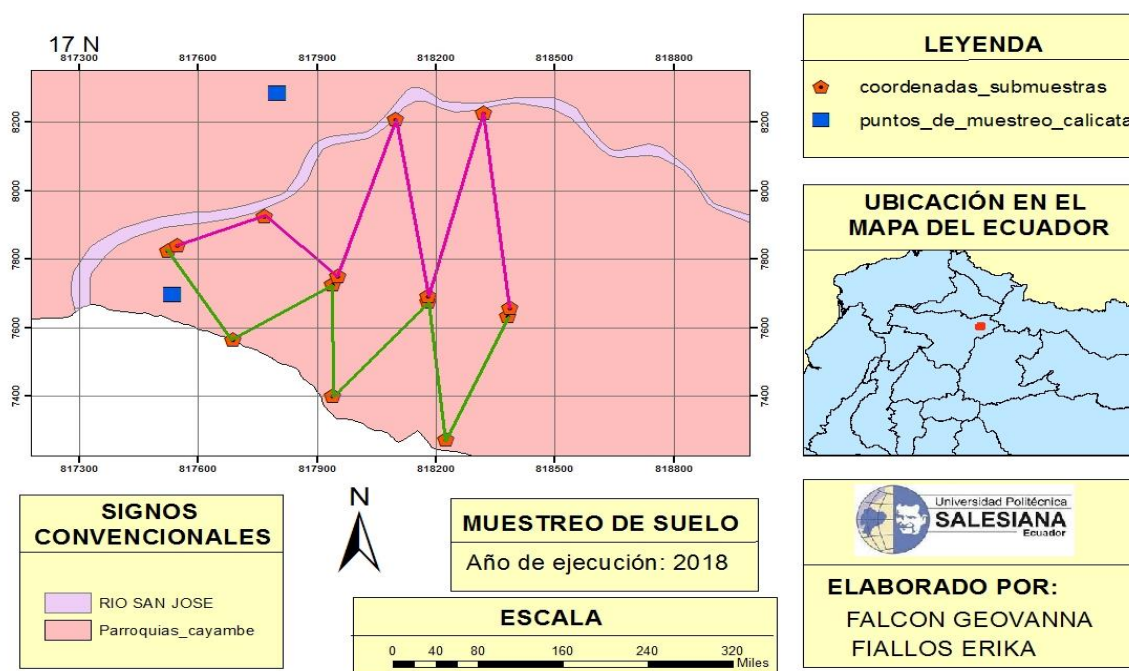 17 N
817300 817600 817900 818200 818500 818800
8200 8200
8000 8000
7800 7800
7600 7600
7400 7400
817300 817600 817900 818200 818500 818800
LEYENDA
coordenadas_submuestras
puntos_de_muestreo_calicata
UBICACIÓN EN EL
MAPA DEL ECUADOR
SIGNOS
CONVENCIONALES
RIO SAN JOSE
Parroquias_cayambe
N
MUESTREO DE SUELO
Año de ejecución: 2018
ESCALA
0 40 80 160 240 320
Miles
Universidad Politécnica
SALESIANA
Ecuador
ELABORADO POR:
FALCON GEOVANNA
FIALLOS ERIKA